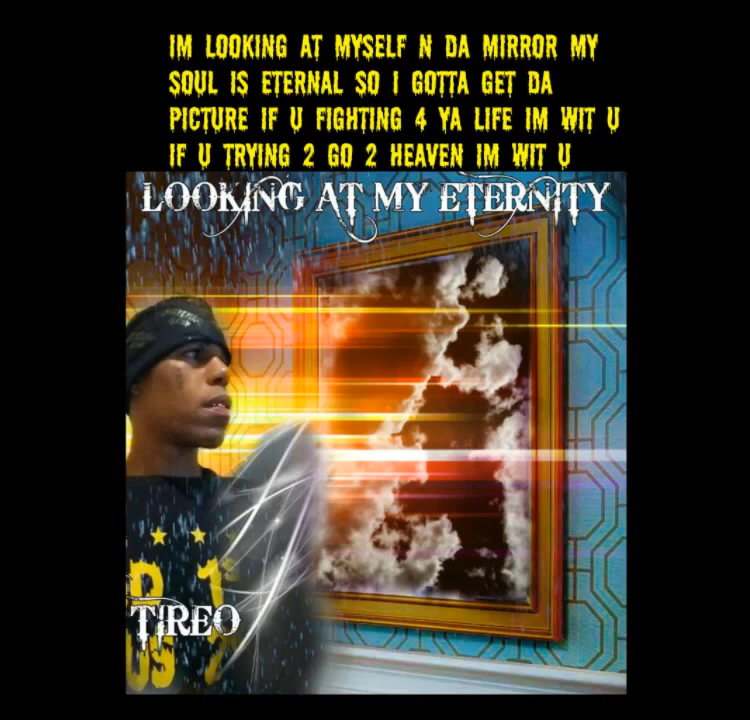 IM LOOKING AT MYSELF N DA MIRROR MY
SOUL IS ETERNAL SO I GOTTA GET DA
PICTURE IF U FIGHTING 4 YA LIFE IM WIT U
IF U TRYING 2 GO 2 HEAVEN IM WIT U
LOOKING AT MY ETERNITY
TIREO